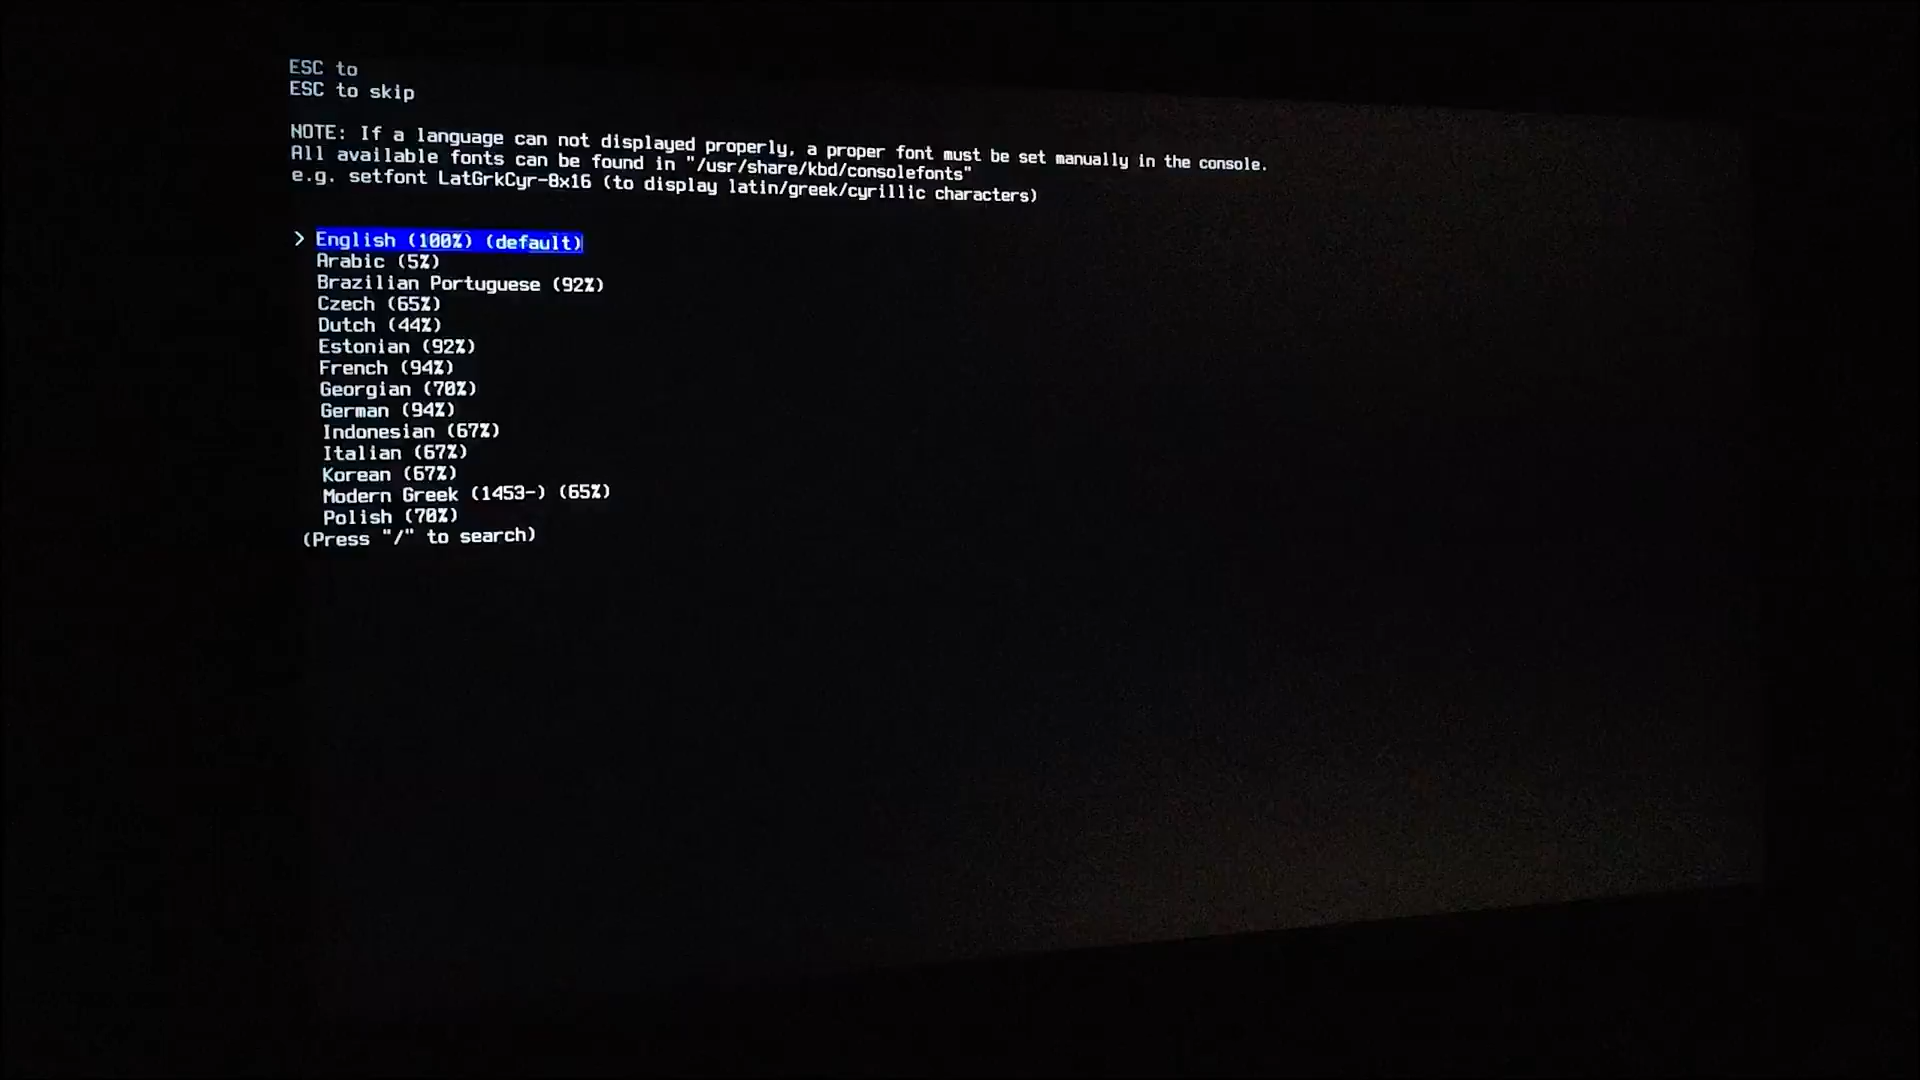 ESC to
ESC to skip
NOTE: If a language can not displayed properly, a proper font must be set manually in the console.
All available fonts can be found in "/usr/share/kbd/consolefonts"
e.g. setfont LatGrkCyr-8x16 (to display latin/greek/cyrillic characters)
> English (100%) (default)
Arabic (5%)
Brazilian Portuguese (92%)
Czech (65%)
Dutch (44%)
Estonian (92%)
French (94%)
Georgian (70%)
German (94%)
Indonesian (67%)
Italian (67%)
Korean (67%)
Modern Greek (1453-) (65%)
Polish (70%)
(Press "/" to search)